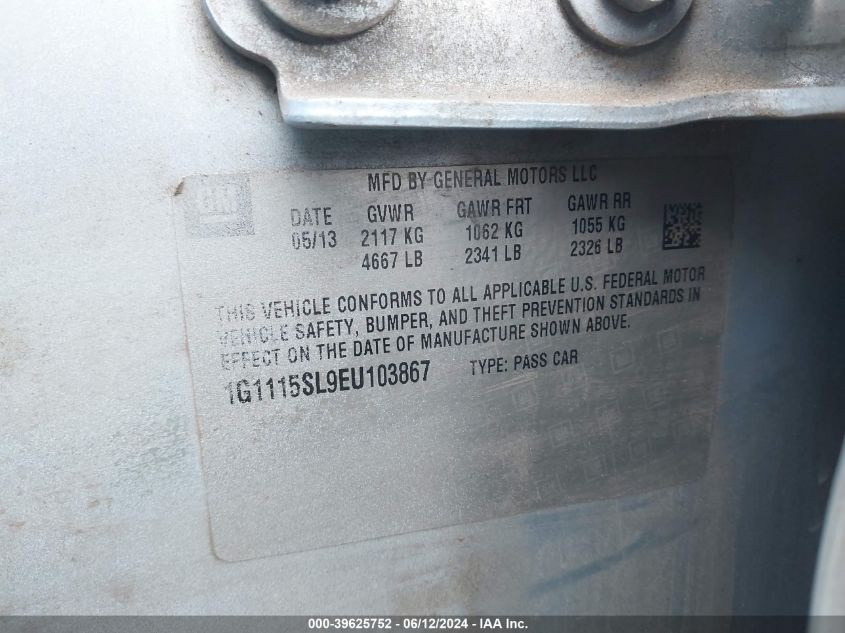 GM
MFD BY GENERAL MOTORS LLC
DATE GVWR GAWR FRT GAWR RR
05/13 2117 KG 1062 KG 1055 KG
4667 LB 2341 LB 2326 LB
THIS VEHICLE CONFORMS TO ALL APPLICABLE U.S. FEDERAL MOTOR
VEHICLE SAFETY, BUMPER, AND THEFT PREVENTION STANDARDS IN
EFFECT ON THE DATE OF MANUFACTURE SHOWN ABOVE.
1G1115SL9EU103867 TYPE: PASS CAR
000-39625752 - 06/12/2024 - IAA Inc.